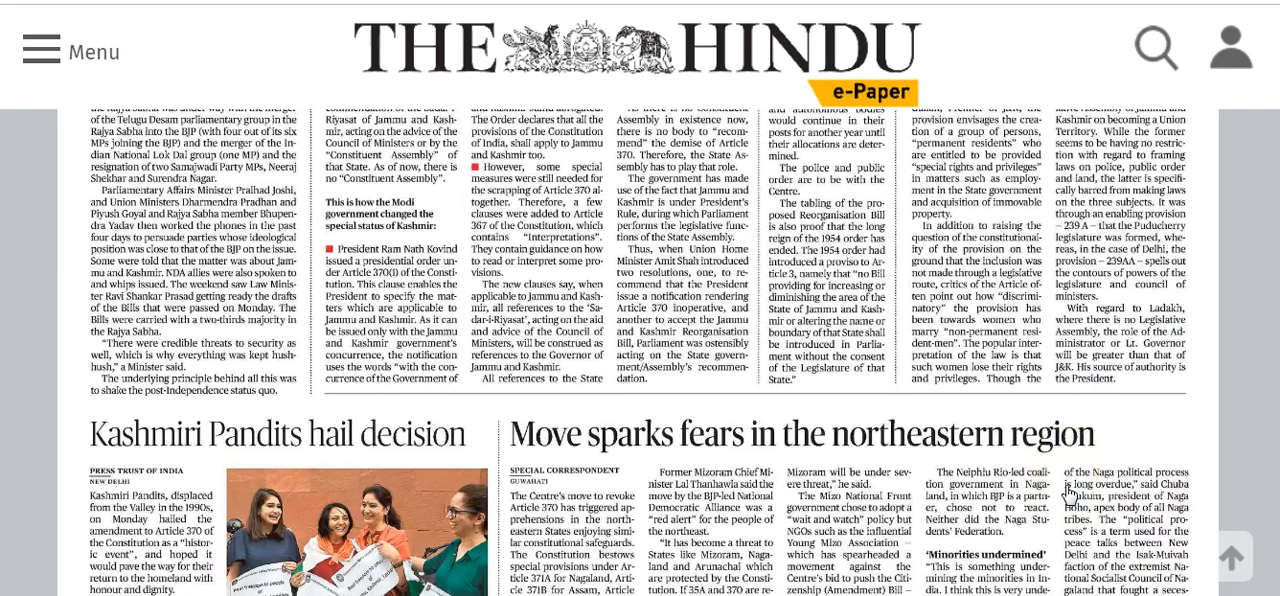 Menu
THE HINDU
e-Paper
the Rajya Sabha was under way with the merger
of the Telugu Desam parliamentary group in the
Rajya Sabha into the BJP (with four out of its six
MPs joining the BJP) and the merger of the In-
dian National Lok Dal group (one MP) and the
resignation of two Samajwadi Party MPs, Neeraj
Shekhar and Surendra Nagar.
Parliamentary Affairs Minister Pralhad Joshi,
and Union Ministers Dharmendra Pradhan and
Piyush Goyal and Rajya Sabha member Bhupen-
dra Yadav then worked the phones in the past
four days to persuade parties whose ideological
position was close to that of the BJP on the issue.
Some were told that the matter was about Jam-
mu and Kashmir. NDA allies were also spoken to
and whips issued. The weekend saw Law Minis-
ter Ravi Shankar Prasad getting ready the drafts
of the Bills that were passed on Monday. The
Bills were carried with a two-thirds majority in
the Rajya Sabha.
"There were credible threats to security as
well, which is why everything was kept hush-
hush," a Minister said.
The underlying principle behind all this was
to shake the post-Independence status quo.
Riyasat of Jammu and Kash-
mir, acting on the advice of the
Council of Ministers or by the
"Constituent Assembly" of
that State. As of now, there is
no "Constituent Assembly".
This is how the Modi
government changed the
special status of Kashmir:
President Ram Nath Kovind
issued a presidential order un-
der Article 370(1) of the Consti-
tution. This clause enables the
President to specify the mat-
ters which are applicable to
Jammu and Kashmir. As it can
be issued only with the Jammu
and Kashmir government's
concurrence, the notification
uses the words "with the con-
currence of the Government of
and Kashmir stand abrogated.
The Order declares that all the
provisions of the Constitution
of India, shall apply to Jammu
and Kashmir too.
However, some special
measures were still needed for
the scrapping of Article 370 al-
together. Therefore, a few
clauses were added to Article
367 of the Constitution, which
contains "Interpretations".
They contain guidance on how
to read or interpret some pro-
visions.
The new clauses say, when
applicable to Jammu and Kash-
mir, all references to the 'Sa-
dar-i-Riyasat', acting on the aid
and advice of the Council of
Ministers, will be construed as
references to the Governor of
Jammu and Kashmir.
All references to the State
As there is no Constituent
Assembly in existence now,
there is no body to "recom-
mend" the demise of Article
370. Therefore, the State As-
sembly has to play that role.
The government has made
use of the fact that Jammu and
Kashmir is under President's
Rule, during which Parliament
performs the legislative func-
tions of the State Assembly.
Thus, when Union Home
Minister Amit Shah introduced
two resolutions, one, to re-
commend that the President
issue a notification rendering
Article 370 inoperative, and
another to accept the Jammu
and Kashmir Reorganisation
Bill, Parliament was ostensibly
acting on the State govern-
ment/Assembly's recommen-
dation.
and autonomous bodies
would continue in their
posts for another year until
their allocations are deter-
mined.
The police and public
order are to be with the
Centre.
The tabling of the pro-
posed Reorganisation Bill
is also proof that the long
reign of the 1954 order has
ended. The 1954 order had
introduced a proviso to Ar-
ticle 3, namely that "no Bill
providing for increasing or
diminishing the area of the
State of Jammu and Kash-
mir or altering the name or
boundary of that State shall
be introduced in Parlia-
ment without the consent
of the Legislature of that
State."
provision envisages the crea-
tion of a group of persons,
"permanent residents" who
are entitled to be provided
"special rights and privileges"
in matters such as employ-
ment in the State government
and acquisition of immovable
property.
In addition to raising the
question of the constitutional-
ity of the provision on the
ground that the inclusion was
not made through a legislative
route, critics of the Article of-
ten point out how "discrimi-
natory" the provision has
been towards women who
marry "non-permanent resi-
dent-men". The popular inter-
pretation of the law is that
such women lose their rights
and privileges. Though the
lative Assembly of Jammu and
Kashmir on becoming a Union
Territory. While the former
seems to be having no restric-
tion with regard to framing
laws on police, public order
and land, the latter is specifi-
cally barred from making laws
on the three subjects. It was
through an enabling provision
– 239 A – that the Puducherry
legislature was formed, whe-
reas, in the case of Delhi, the
provision – 239AA – spells out
the contours of powers of the
legislature and council of
ministers.
With regard to Ladakh,
where there is no Legislative
Assembly, the role of the Ad-
ministrator or Lt. Governor
will be greater than that of
J&K. His source of authority is
the President.
Kashmiri Pandits hail decision
PRESS TRUST OF INDIA
NEW DELHI
Kashmiri Pandits, displaced
from the Valley in the 1990s,
on Monday hailed the
amendment to Article 370 of
the Constitution as a "histor-
ic event", and hoped it
would pave the way for their
return to the homeland with
honour and dignity.
Move sparks fears in the northeastern region
SPECIAL CORRESPONDENT
GUWAHATI
The Centre's move to revoke
Article 370 has triggered ap-
prehensions in the north-
eastern States enjoying simi-
lar constitutional safeguards.
The Constitution bestows
special provisions under Ar-
ticle 371A for Nagaland, Arti-
cle 371B for Assam, Article
Former Mizoram Chief Mi-
nister Lal Thanhawla said the
move by the BJP-led National
Democratic Alliance was a
"red alert" for the people of
the northeast.
"It has become a threat to
States like Mizoram, Naga-
land and Arunachal which
are protected by the Consti-
tution. If 35A and 370 are re-
Mizoram will be under sev-
ere threat," he said.
The Mizo National Front
government chose to adopt a
"wait and watch" policy but
NGOs such as the influential
Young Mizo Association –
which has spearheaded a
movement against the
Centre's bid to push the Citi-
zenship (Amendment) Bill –
The Neiphiu Rio-led coali-
tion government in Naga-
land, in which BJP is a partn-
er, chose not to react.
Neither did the Naga Stu-
dents' Federation.
'Minorities undermined'
"This is something under-
mining the minorities in In-
dia. I think this is very unde-
of the Naga political process
is long overdue," said Chuba
Ozukum, president of Naga
Hoho, apex body of all Naga
tribes. The "political pro-
cess" is a term used for the
peace talks between New
Delhi and the Isak-Muivah
faction of the extremist Na-
tional Socialist Council of Na-
galand that fought a seces-